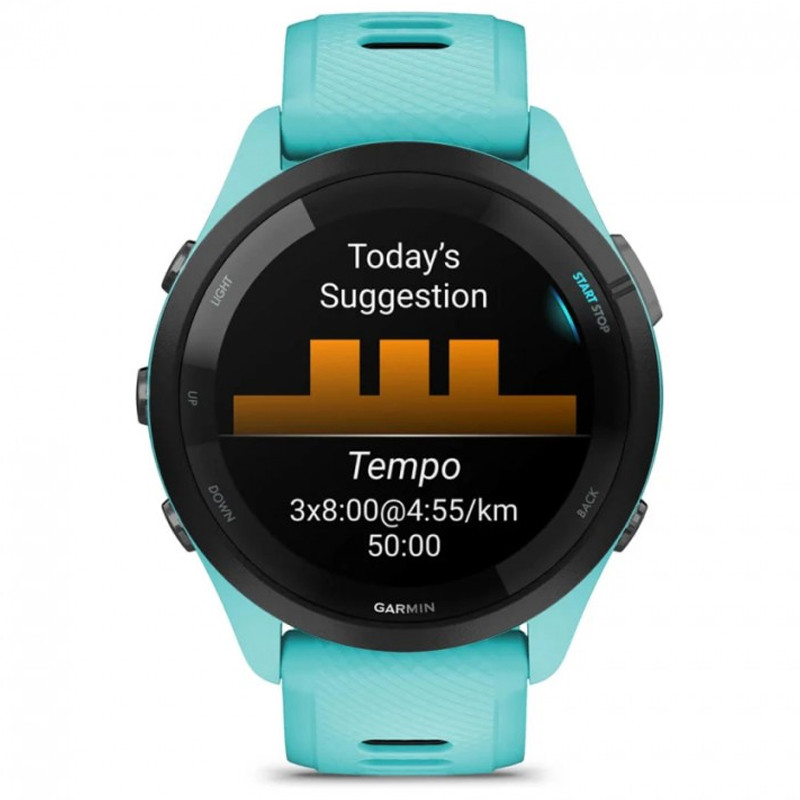 Today's
Suggestion
LIGHT
START STOP
UP
Tempo
3x8:00@4:55/km
50:00
DOWN
BACK
GARMIN